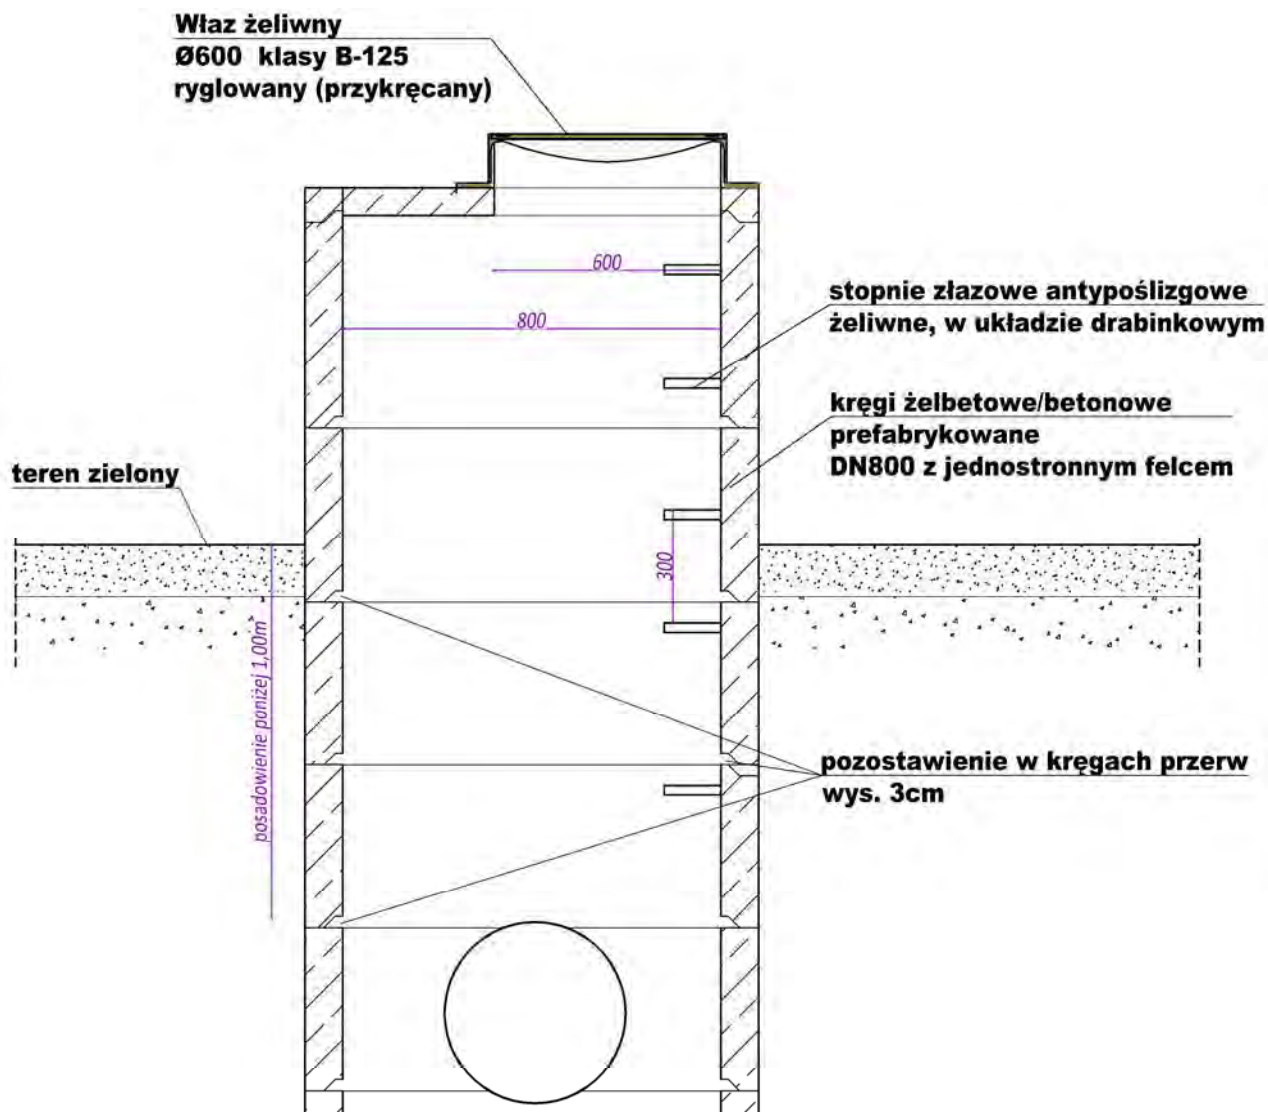 Właz żeliwny
Ø600 klasy B-125
ryglowany (przykręcany)
600
800
stopnie złazowe antypoślizgowe
żeliwne, w układzie drabinkowym
kręgi żelbetowe/betonowe
prefabrykowane
DN800 z jednostronnym felcem
teren zielony
300
posadowienie poniżej 1,00m
pozostawienie w kręgach przerw
wys. 3cm